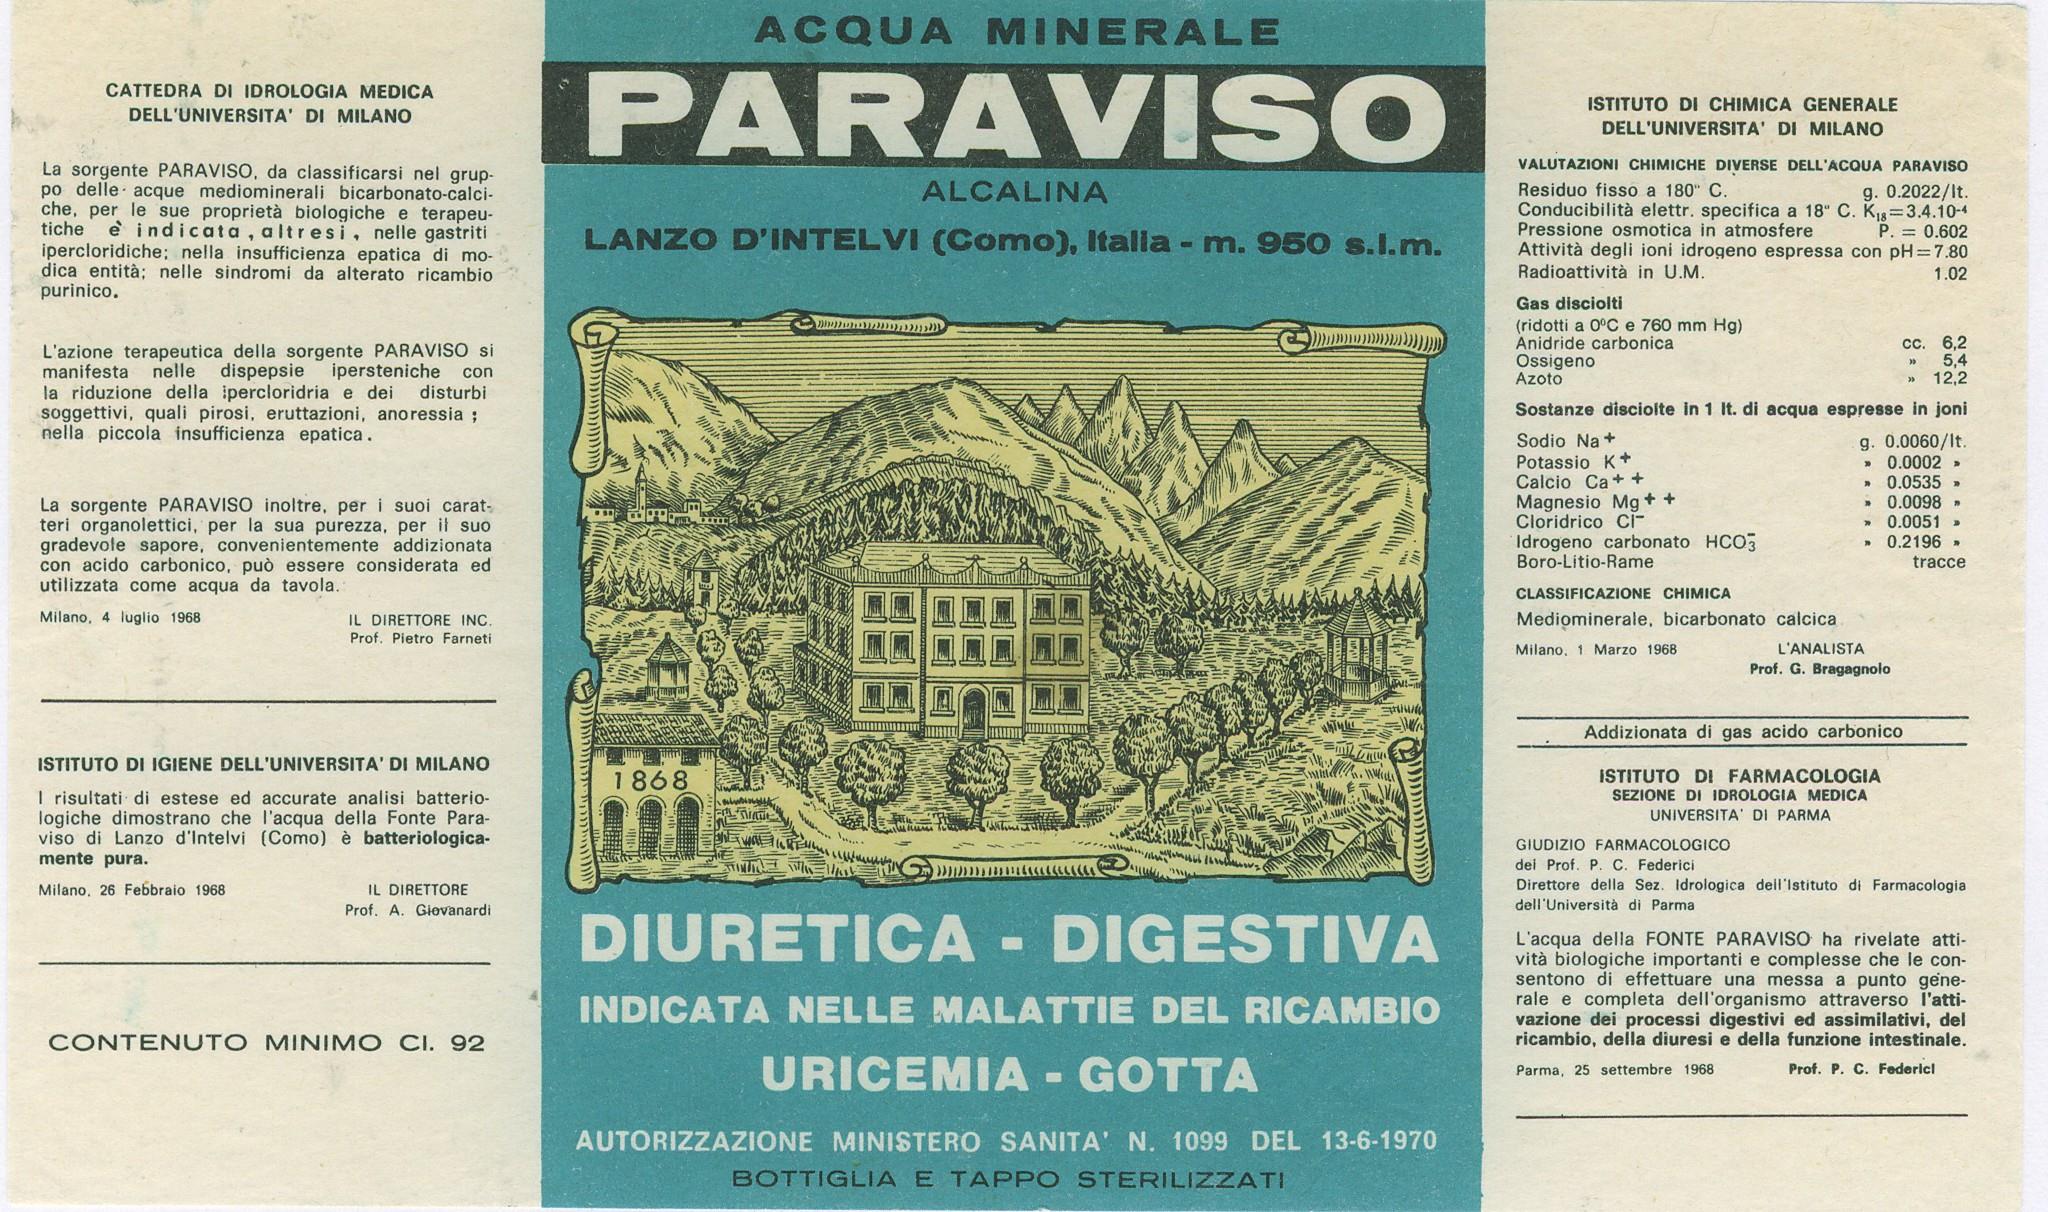 CATTEDRA DI IDROLOGIA MEDICA
DELL'UNIVERSITA' DI MILANO
La sorgente PARAVISO, da classificarsi nel grup-
po delle acque mediominerali bicarbonato-calci-
che, per le sue proprietà biologiche e terapeu-
tiche è indicata, altresi, nelle gastriti
ipercloridiche; nella insufficienza epatica di mo-
dica entità; nelle sindromi da alterato ricambio
purinico.
L'azione terapeutica della sorgente PARAVISO si
manifesta nelle dispepsie ipersteniche con
la riduzione della ipercloridria e dei disturbi
soggettivi, quali pirosi, eruttazioni, anoressia;
nella piccola insufficienza epatica.
La sorgente PARAVISO inoltre, per i suoi carat-
teri organolettici, per la sua purezza, per il suo
gradevole sapore, convenientemente addizionata
con acido carbonico, può essere considerata ed
utilizzata come acqua da tavola.
Milano, 4 luglio 1968 IL DIRETTORE INC.
Prof. Pietro Farneti
ISTITUTO DI IGIENE DELL'UNIVERSITA' DI MILANO
I risultati di estese ed accurate analisi batterio-
logiche dimostrano che l'acqua della Fonte Para-
viso di Lanzo d'Intelvi (Como) è batteriologica-
mente pura.
Milano, 26 Febbraio 1968 IL DIRETTORE
Prof. A. Giovanardi
CONTENUTO MINIMO Cl. 92
ACQUA MINERALE
PARAVISO
ALCALINA
LANZO D'INTELVI (Como), Italia - m. 950 s.l.m.
1868
DIURETICA - DIGESTIVA
INDICATA NELLE MALATTIE DEL RICAMBIO
URICEMIA - GOTTA
AUTORIZZAZIONE MINISTERO SANITA' N. 1099 DEL 13-6-1970
BOTTIGLIA E TAPPO STERILIZZATI
ISTITUTO DI CHIMICA GENERALE
DELL'UNIVERSITA' DI MILANO
VALUTAZIONI CHIMICHE DIVERSE DELL'ACQUA PARAVISO
Residuo fisso a 180° C. g. 0.2022/lt.
Conducibilità elettr. specifica a 18° C. K₁₈=3.4.10⁻⁴
Pressione osmotica in atmosfere P. = 0.602
Attività degli ioni idrogeno espressa con pH=7.80
Radioattività in U.M. 1.02
Gas disciolti
(ridotti a 0°C e 760 mm Hg)
Anidride carbonica cc. 6,2
Ossigeno » 5,4
Azoto » 12,2
Sostanze disciolte in 1 lt. di acqua espresse in joni
Sodio Na+ g. 0.0060/lt.
Potassio K+ » 0.0002 »
Calcio Ca++ » 0.0535 »
Magnesio Mg++ » 0.0098 »
Cloridrico Cl⁻ » 0.0051 »
Idrogeno carbonato HCO₃⁻ » 0.2196 »
Boro-Litio-Rame tracce
CLASSIFICAZIONE CHIMICA
Mediominerale, bicarbonato calcica
Milano, 1 Marzo 1968 L'ANALISTA
Prof. G. Bragagnolo
Addizionata di gas acido carbonico
ISTITUTO DI FARMACOLOGIA
SEZIONE DI IDROLOGIA MEDICA
UNIVERSITA' DI PARMA
GIUDIZIO FARMACOLOGICO
del Prof. P. C. Federici
Direttore della Sez. Idrologica dell'Istituto di Farmacologia
dell'Università di Parma
L'acqua della FONTE PARAVISO ha rivelate atti-
vità biologiche importanti e complesse che le con-
sentono di effettuare una messa a punto gene-
rale e completa dell'organismo attraverso l'atti-
vazione dei processi digestivi ed assimilativi, del
ricambio, della diuresi e della funzione intestinale.
Parma, 25 settembre 1968 Prof. P. C. Federici